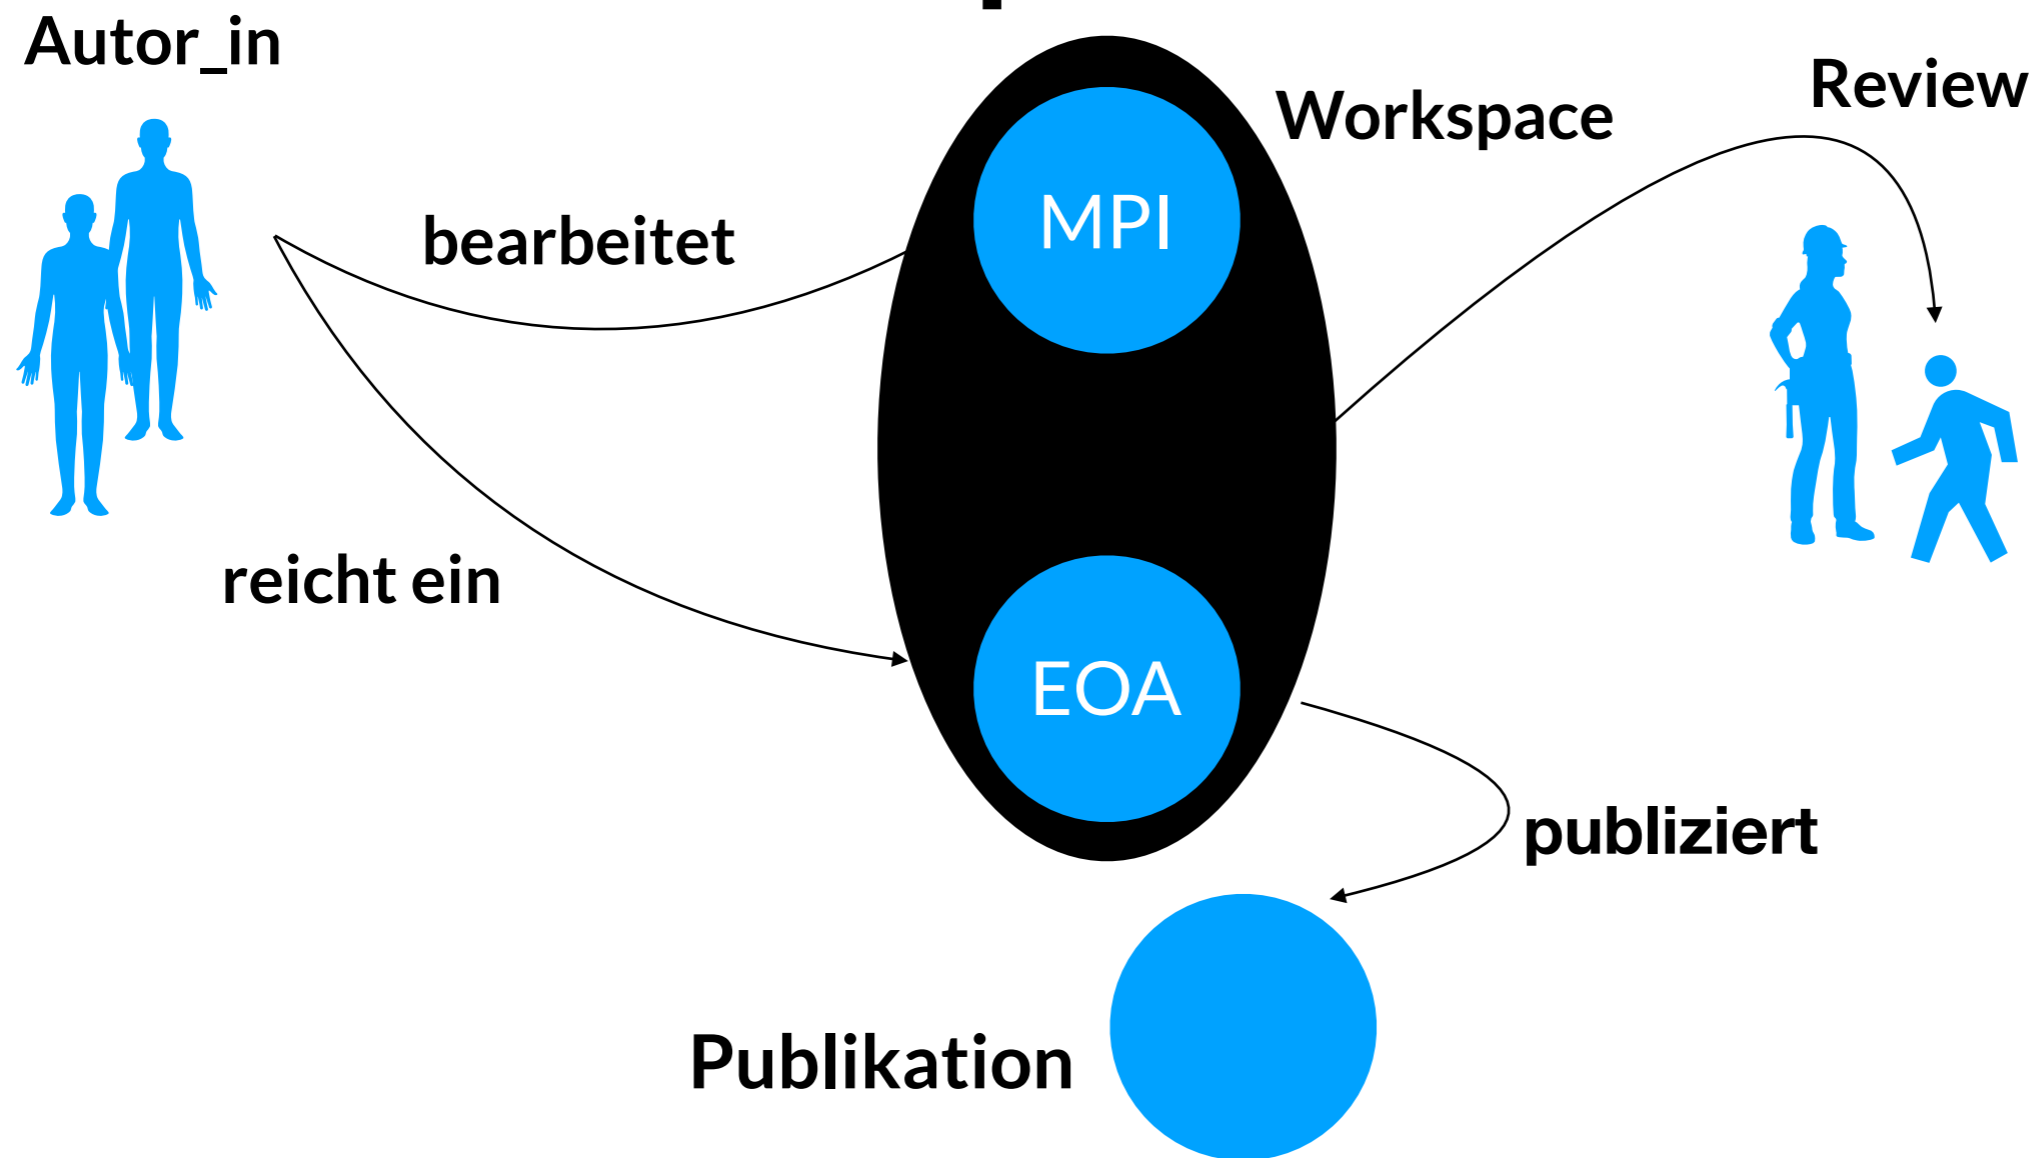 Autor_in
Review
Workspace
MPI
bearbeitet
reicht ein
EOA
publiziert
Publikation